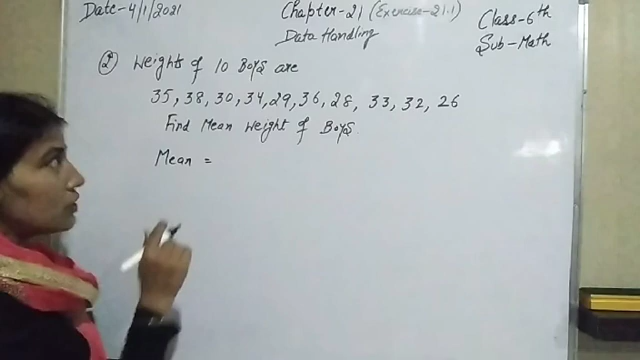 Date-4/1/2021
Chapter-21 (Exercise-21.1)
Data Handling
Class-6th
Sub-Math
(2) Weights of 10 Boys are
35, 38, 30, 34, 29, 36, 28, 33, 32, 26
Find Mean Weight of Boys.
Mean =